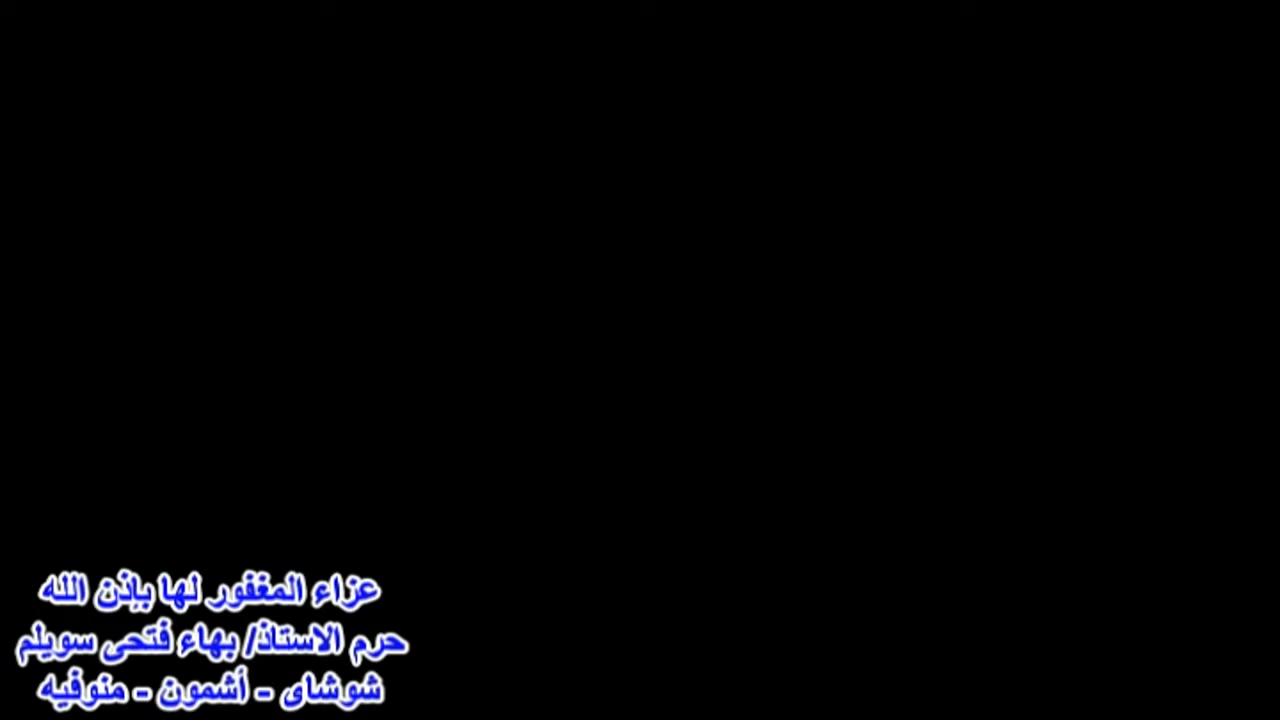 عزاء المغفور لها بإذن الله
حرم الاستاذ/ بهاء فتحى سويلم
شوشاى - أشمون - منوفيه